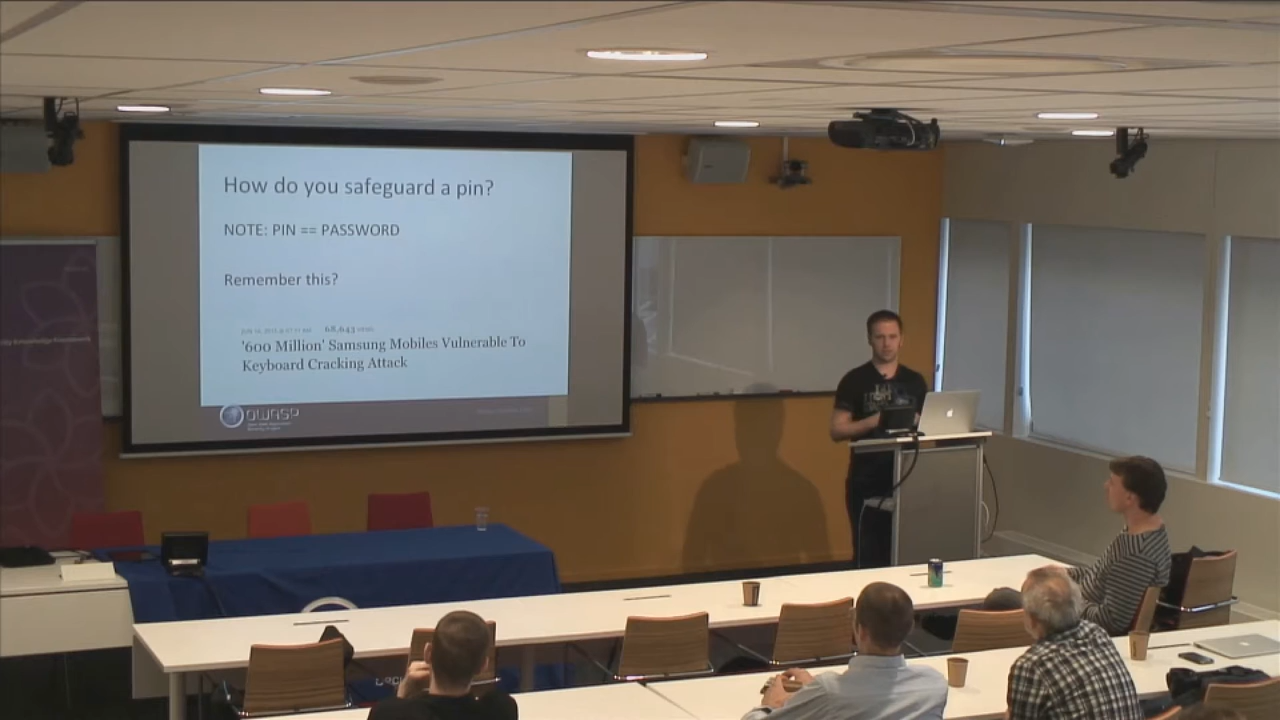 How do you safeguard a pin?
NOTE: PIN == PASSWORD
Remember this?
68,643 VIEWS
'600 Million' Samsung Mobiles Vulnerable To
Keyboard Cracking Attack
OWASP